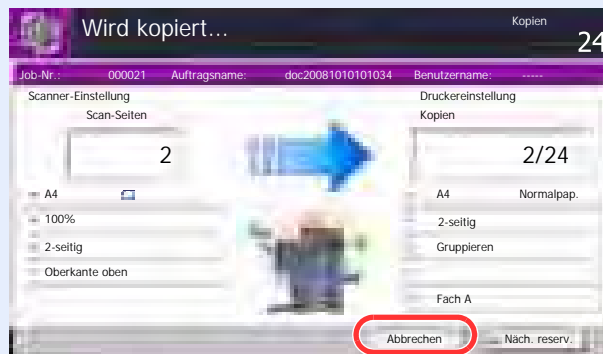 Wird kopiert...
Kopien
24
Job-Nr.: 000021 Auftragsname: doc20081010101034 Benutzername: -----
Scanner-Einstellung
Scan-Seiten
2
A4
100%
2-seitig
Oberkante oben
Druckereinstellung
Kopien
2/24
A4 Normalpap.
2-seitig
Gruppieren
Fach A
Abbrechen
Näch. reserv.